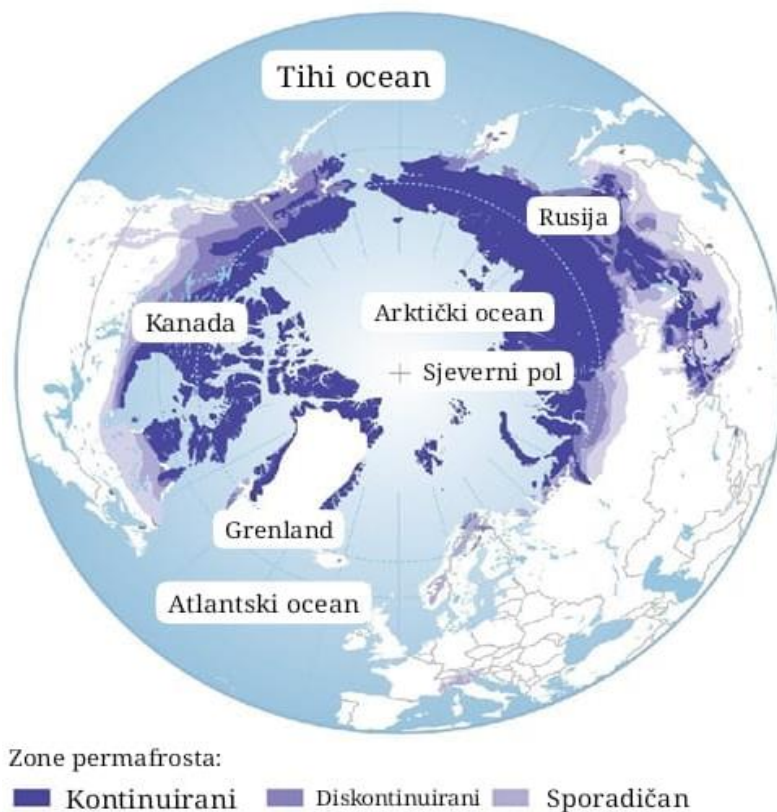 Tihi ocean
Rusija
Kanada
Arktički ocean
Sjeverni pol
Grenland
Atlantski ocean
Zone permafrosta:
Kontinuirani Diskontinuirani Sporadičan